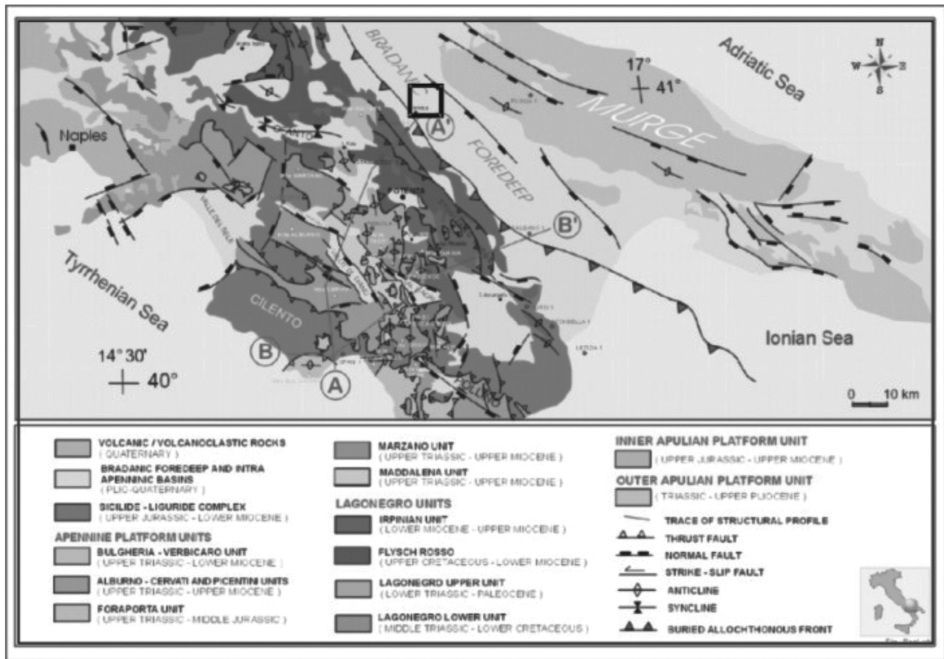 BRADANIC
FOREDEEP
MURGE
Adriatic Sea
17°
41°
N
W E
S
Naples
A'
B'
POTENZA
Tyrrhenian Sea
CILENTO
Ionian Sea
14°30'
40°
B
A
0 10 km
VOLCANIC / VOLCANOCLASTIC ROCKS
( QUATERNARY )
BRADANIC FOREDEEP AND INTRA
APENNINIC BASINS
( PLIO-QUATERNARY )
SICILIDE - LIGURIDE COMPLEX
( UPPER JURASSIC - LOWER MIOCENE )
APENNINE PLATFORM UNITS
BULGHERIA - VERBICARO UNIT
( UPPER TRIASSIC - LOWER MIOCENE )
ALBURNO - CERVATI AND PICENTINI UNITS
( UPPER TRIASSIC - UPPER MIOCENE )
FORAPORTA UNIT
( UPPER TRIASSIC - MIDDLE JURASSIC )
MARZANO UNIT
( UPPER TRIASSIC - UPPER MIOCENE )
MADDALENA UNIT
( UPPER TRIASSIC - UPPER MIOCENE )
LAGONEGRO UNITS
IRPINIAN UNIT
( LOWER MIOCENE - UPPER MIOCENE )
FLYSCH ROSSO
( UPPER CRETACEOUS - LOWER MIOCENE )
LAGONEGRO UPPER UNIT
( LOWER TRIASSIC - PALEOCENE )
LAGONEGRO LOWER UNIT
( MIDDLE TRIASSIC - LOWER CRETACEOUS )
INNER APULIAN PLATFORM UNIT
( UPPER JURASSIC - UPPER MIOCENE )
OUTER APULIAN PLATFORM UNIT
( TRIASSIC - UPPER PLIOCENE )
TRACE OF STRUCTURAL PROFILE
THRUST FAULT
NORMAL FAULT
STRIKE - SLIP FAULT
ANTICLINE
SYNCLINE
BURIED ALLOCHTHONOUS FRONT